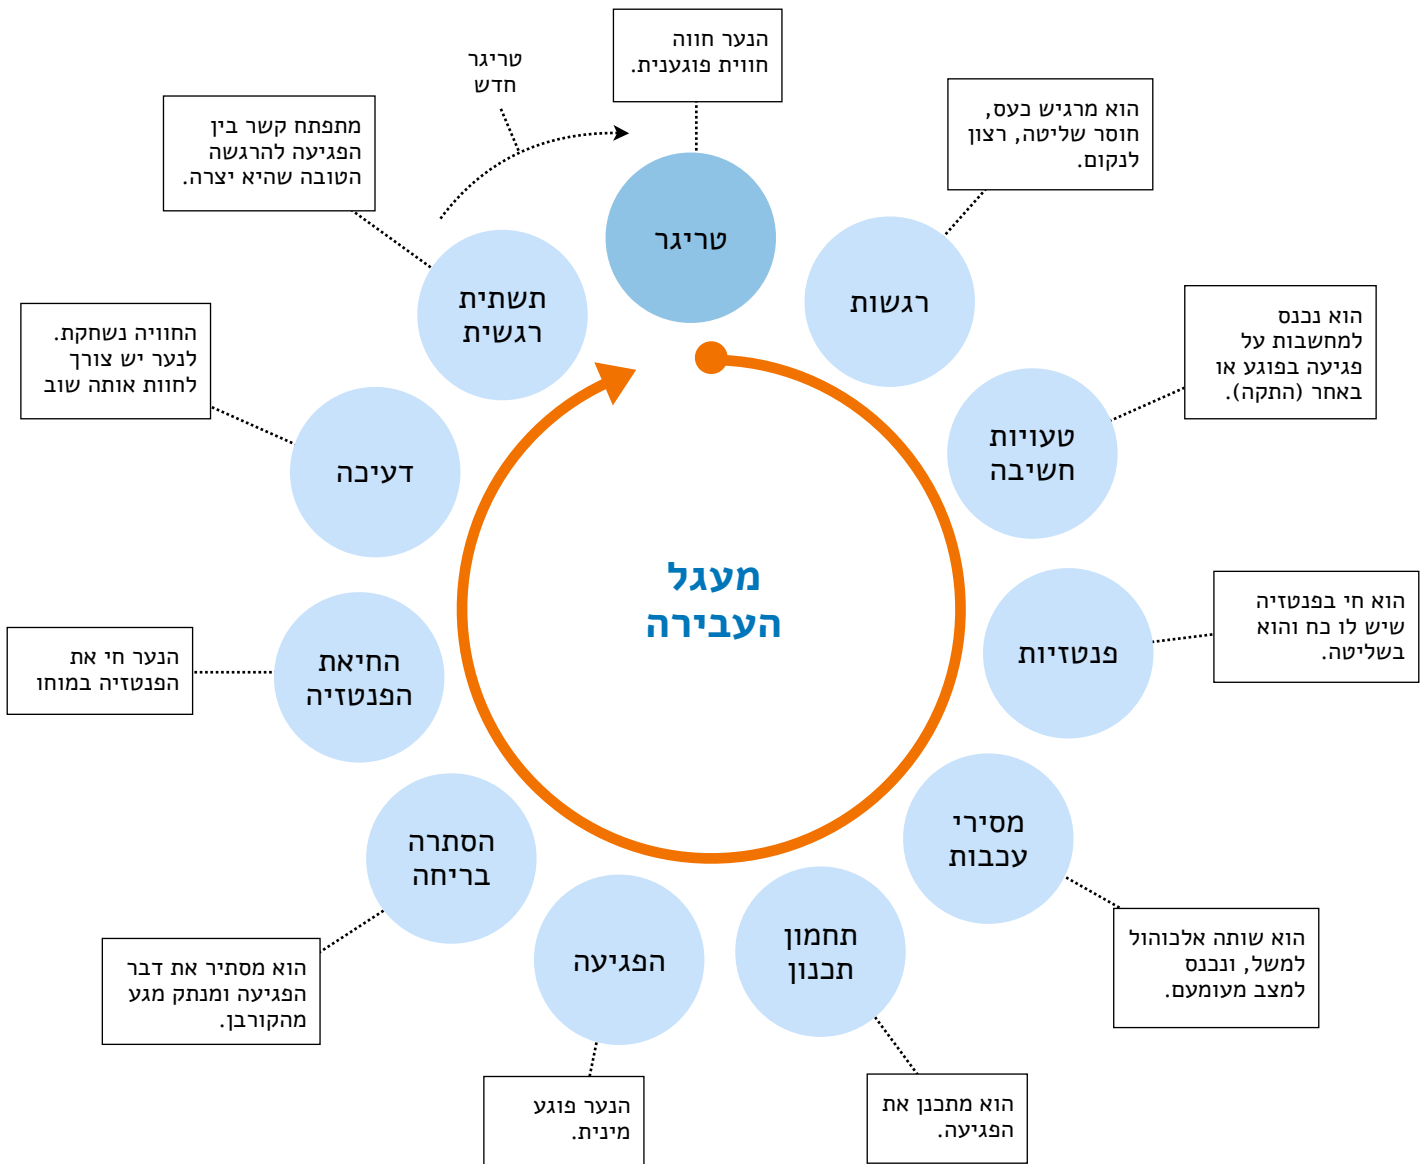 הנער חווה
חווית פוגענית.
טריגר
הוא מרגיש כעס,
חוסר שליטה, רצון
לנקום.
רגשות
הוא נכנס
למחשבות על
פגיעה בפוגע או
באחר (התקה).
טעויות
חשיבה
הוא חי בפנטזיה
שיש לו כח והוא
בשליטה.
פנטזיות
מסירי
עכבות
הוא שותה אלכוהול
למשל, ונכנס
למצב מעומעם.
תחמון
תכנון
הוא מתכנן את
הפגיעה.
הפגיעה
הנער פוגע
מינית.
הסתרה
בריחה
הוא מסתיר את דבר
הפגיעה ומנתק מגע
מהקורבן.
החיאת
הפנטזיה
הנער חי את
הפנטזיה במוחו
דעיכה
החוויה נשחקת.
לנער יש צורך
לחוות אותה שוב
תשתית
רגשית
מתפתח קשר בין
הפגיעה להרגשה
הטובה שהיא יצרה.
טריגר
חדש
מעגל
העבירה